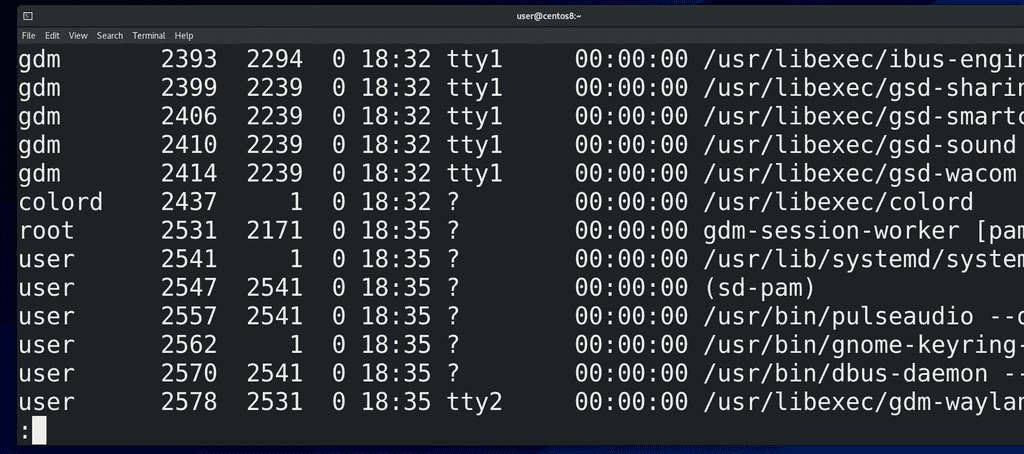 user@centos8:~
File Edit View Search Terminal Help
gdm 2393 2294 0 18:32 tty1 00:00:00 /usr/libexec/ibus-engin
gdm 2399 2239 0 18:32 tty1 00:00:00 /usr/libexec/gsd-sharin
gdm 2406 2239 0 18:32 tty1 00:00:00 /usr/libexec/gsd-smartc
gdm 2410 2239 0 18:32 tty1 00:00:00 /usr/libexec/gsd-sound
gdm 2414 2239 0 18:32 tty1 00:00:00 /usr/libexec/gsd-wacom
colord 2437 1 0 18:32 ? 00:00:00 /usr/libexec/colord
root 2531 2171 0 18:35 ? 00:00:00 gdm-session-worker [pam
user 2541 1 0 18:35 ? 00:00:00 /usr/lib/systemd/system
user 2547 2541 0 18:35 ? 00:00:00 (sd-pam)
user 2557 2541 0 18:35 ? 00:00:00 /usr/bin/pulseaudio --d
user 2562 1 0 18:35 ? 00:00:00 /usr/bin/gnome-keyring-
user 2570 2541 0 18:35 ? 00:00:00 /usr/bin/dbus-daemon --
user 2578 2531 0 18:35 tty2 00:00:00 /usr/libexec/gdm-waylan
: